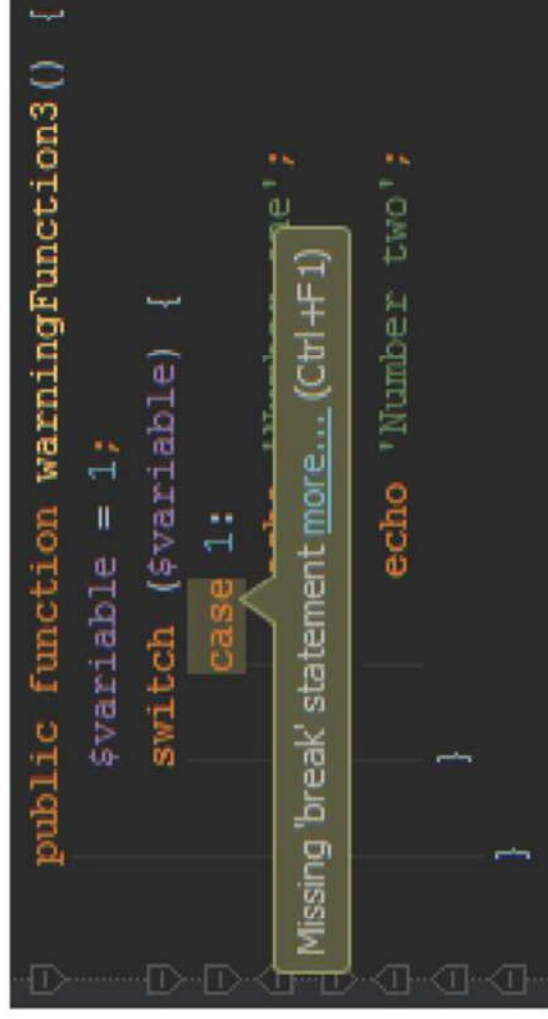 public function warningFunction3() {
$variable = 1;
switch ($variable) {
case 1:
';
Missing 'break' statement more... (Ctrl+F1)
echo 'Number two';
}
}